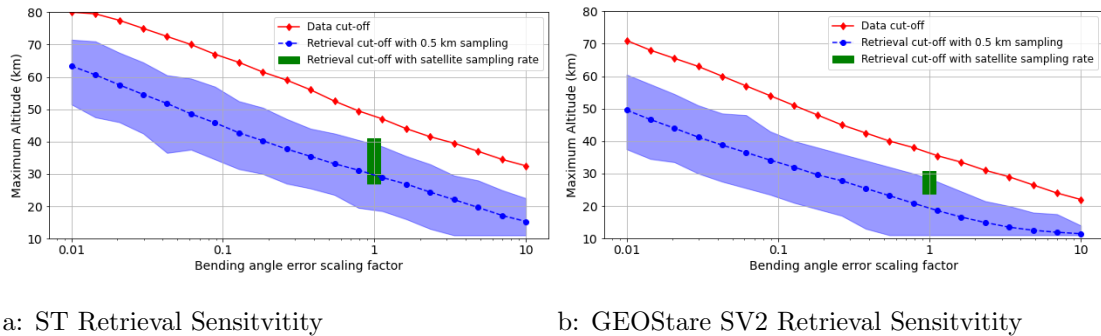 80
70
60
50
40
30
20
10
Maximum Altitude (km)
Data cut-off
Retrieval cut-off with 0.5 km sampling
Retrieval cut-off with satellite sampling rate
0.01
0.1
1
10
Bending angle error scaling factor
a: ST Retrieval Sensitvitity
80
70
60
50
40
30
20
10
Maximum Altitude (km)
Data cut-off
Retrieval cut-off with 0.5 km sampling
Retrieval cut-off with satellite sampling rate
0.01
0.1
1
10
Bending angle error scaling factor
b: GEOStare SV2 Retrieval Sensitvitity